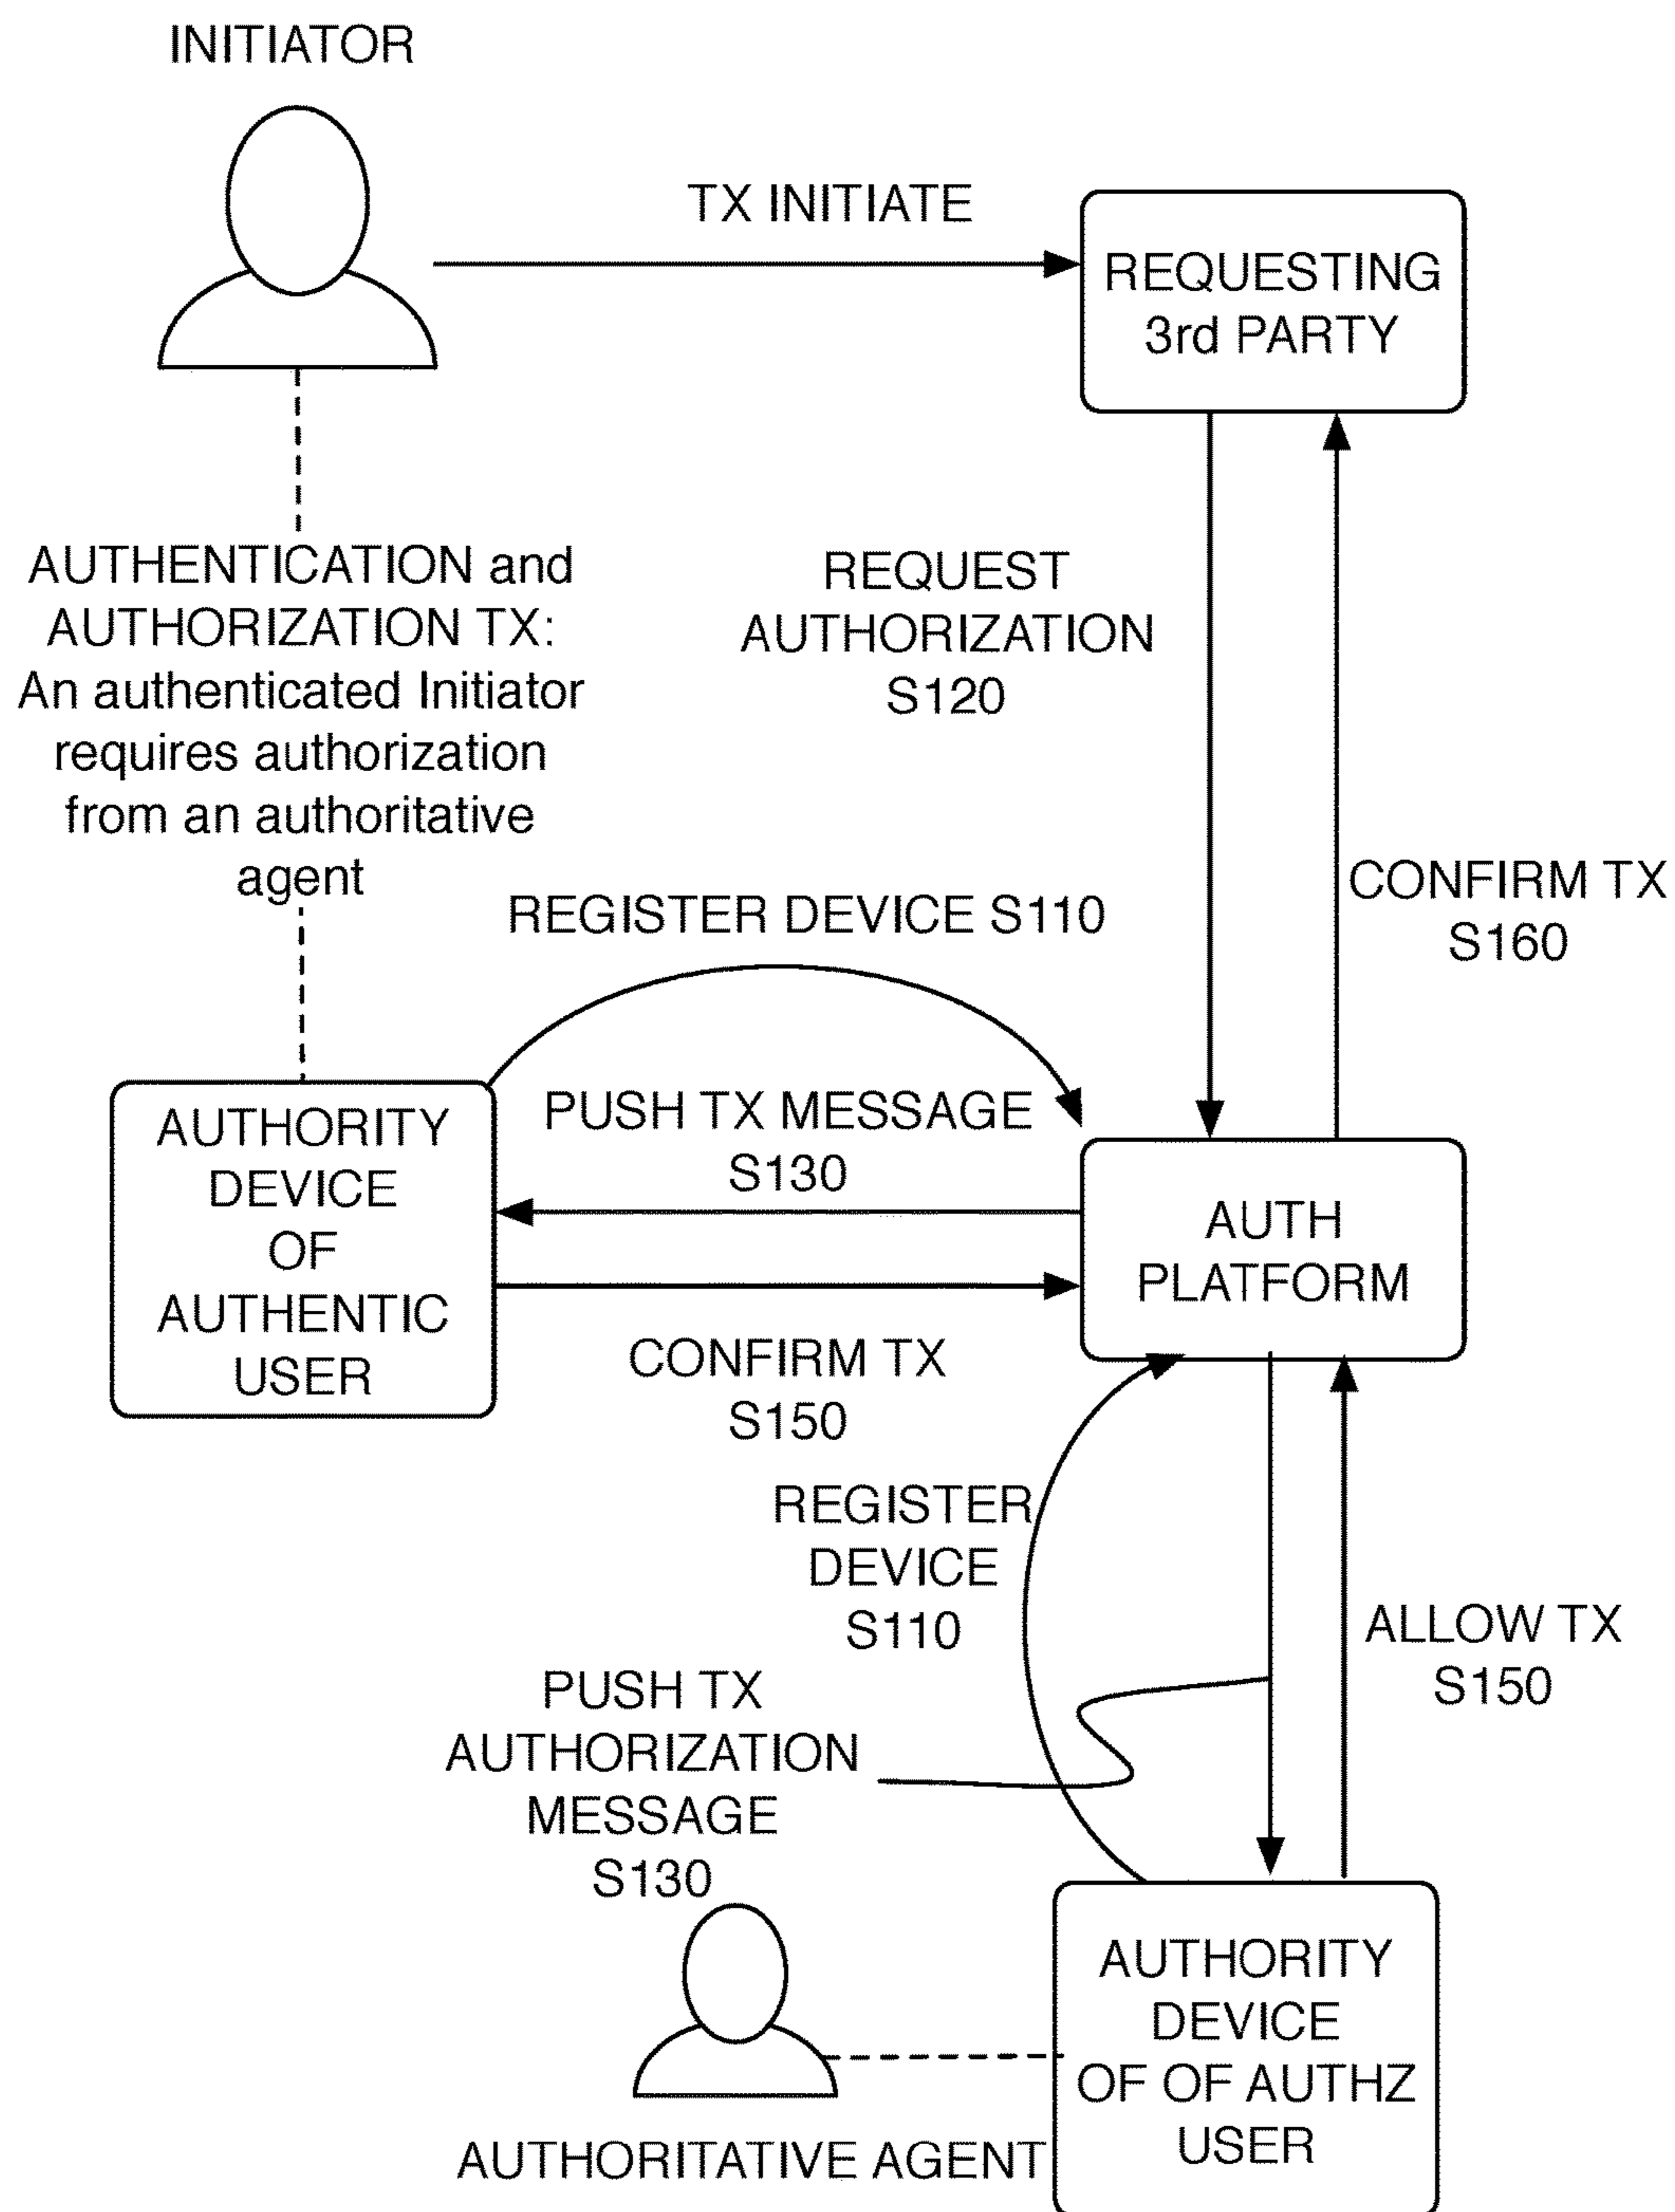 INITIATOR
TX INITIATE
REQUESTING
3rd PARTY
AUTHENTICATION and
AUTHORIZATION TX:
An authenticated Initiator
requires authorization
from an authoritative
agent
REQUEST
AUTHORIZATION
S120
CONFIRM TX
S160
REGISTER DEVICE S110
PUSH TX MESSAGE
S130
AUTHORITY
DEVICE
OF
AUTHENTIC
USER
AUTH
PLATFORM
CONFIRM TX
S150
REGISTER
DEVICE
S110
ALLOW TX
S150
PUSH TX
AUTHORIZATION
MESSAGE
S130
AUTHORITY
DEVICE
OF OF AUTHZ
USER
AUTHORITATIVE AGENT